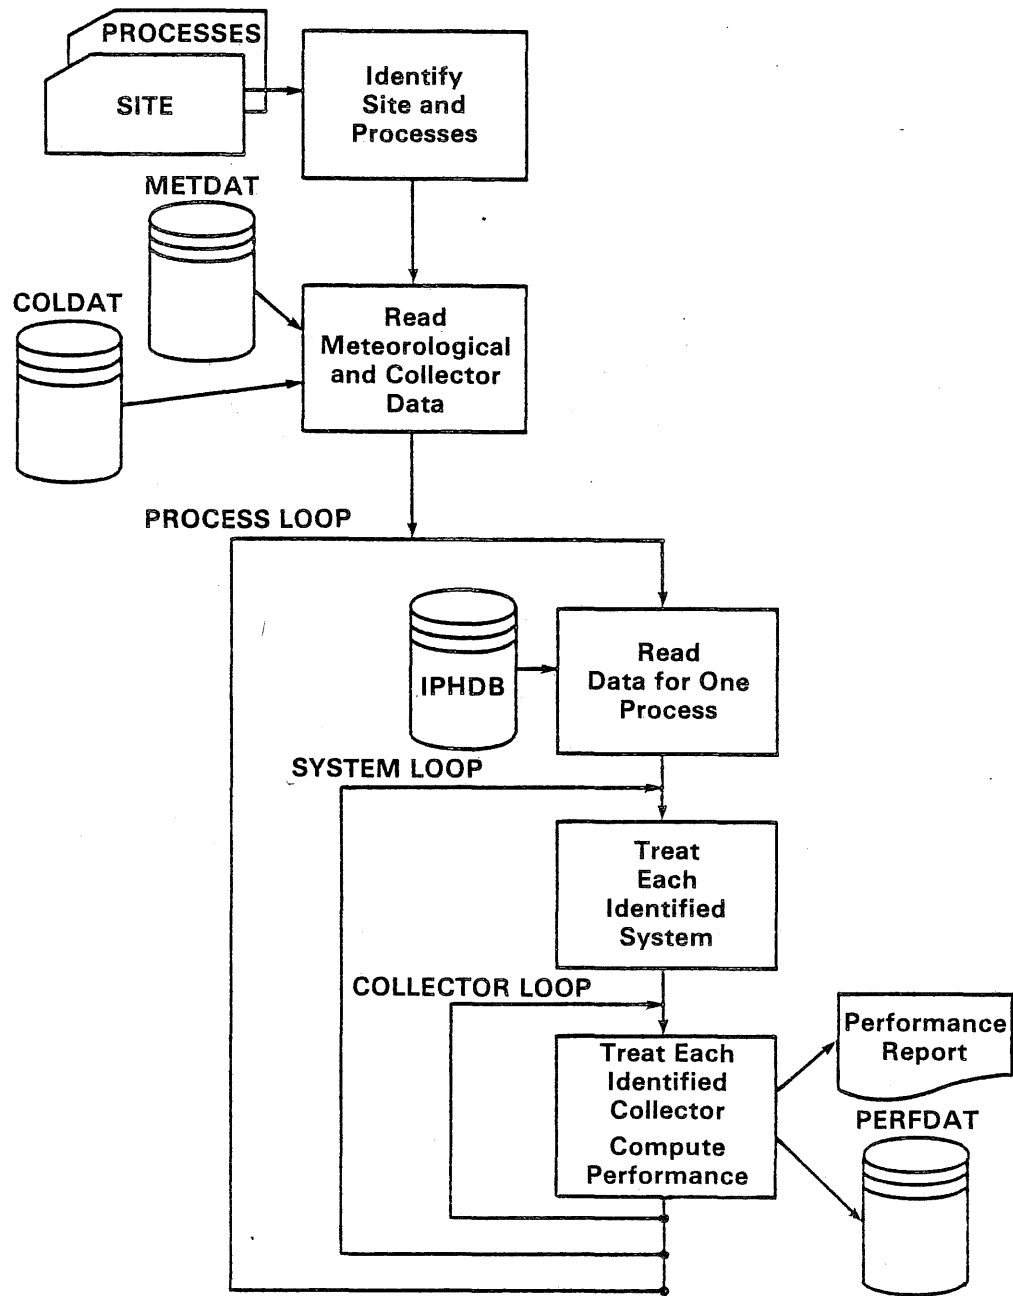 PROCESSES
SITE
Identify
Site and
Processes
METDAT
COLDAT
Read
Meteorological
and Collector
Data
PROCESS LOOP
IPHDB
Read
Data for One
Process
SYSTEM LOOP
Treat
Each
Identified
System
COLLECTOR LOOP
Treat Each
Identified
Collector
Compute
Performance
Performance
Report
PERFDAT